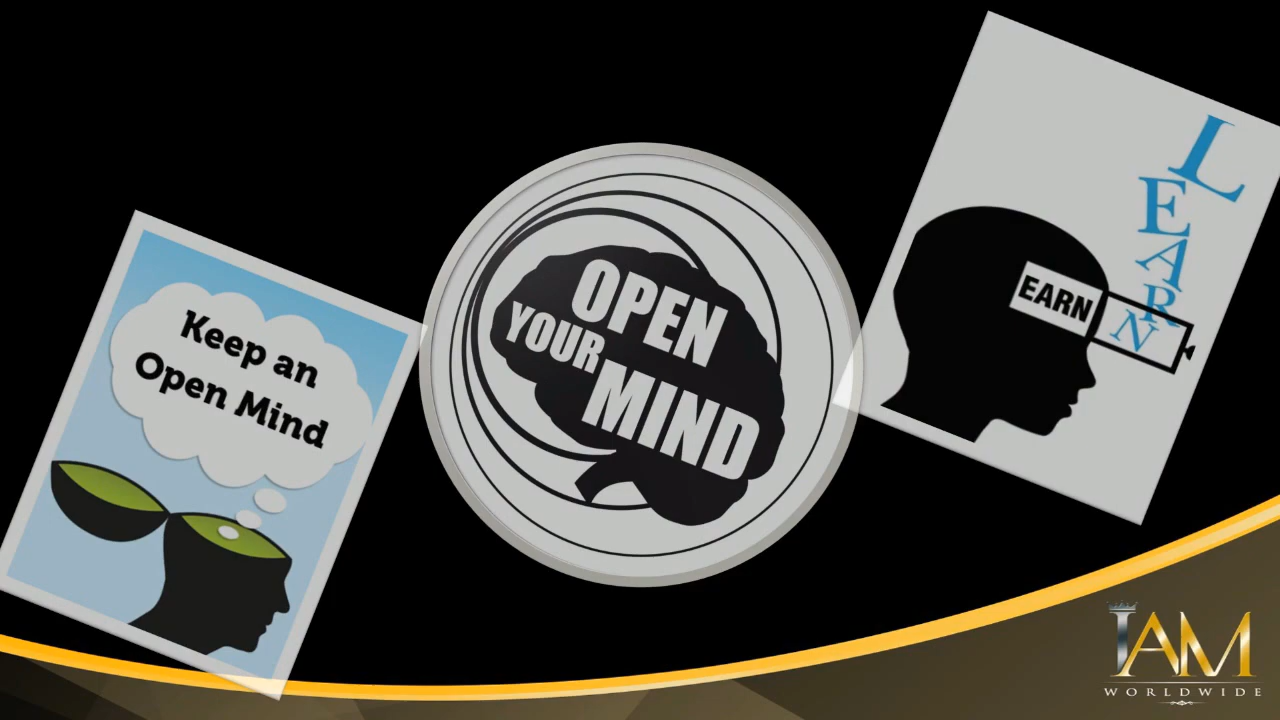 Keep an
Open Mind
OPEN
YOUR
MIND
LEARN
EARN
IAM
WORLDWIDE